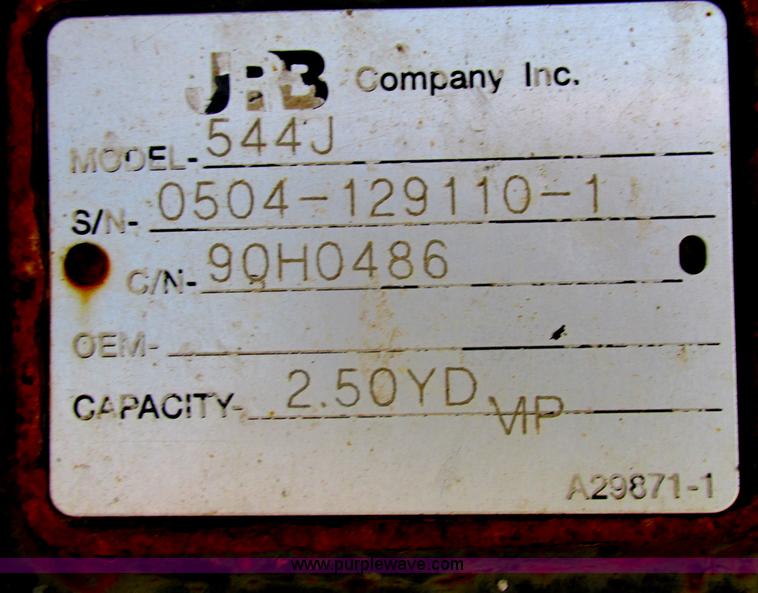 JRB Company Inc.
MODEL- 544J
S/N- 0504-129110-1
C/N- 90H0486
OEM-
CAPACITY- 2.50YD
VIP
A29871-1
www.purplewave.com